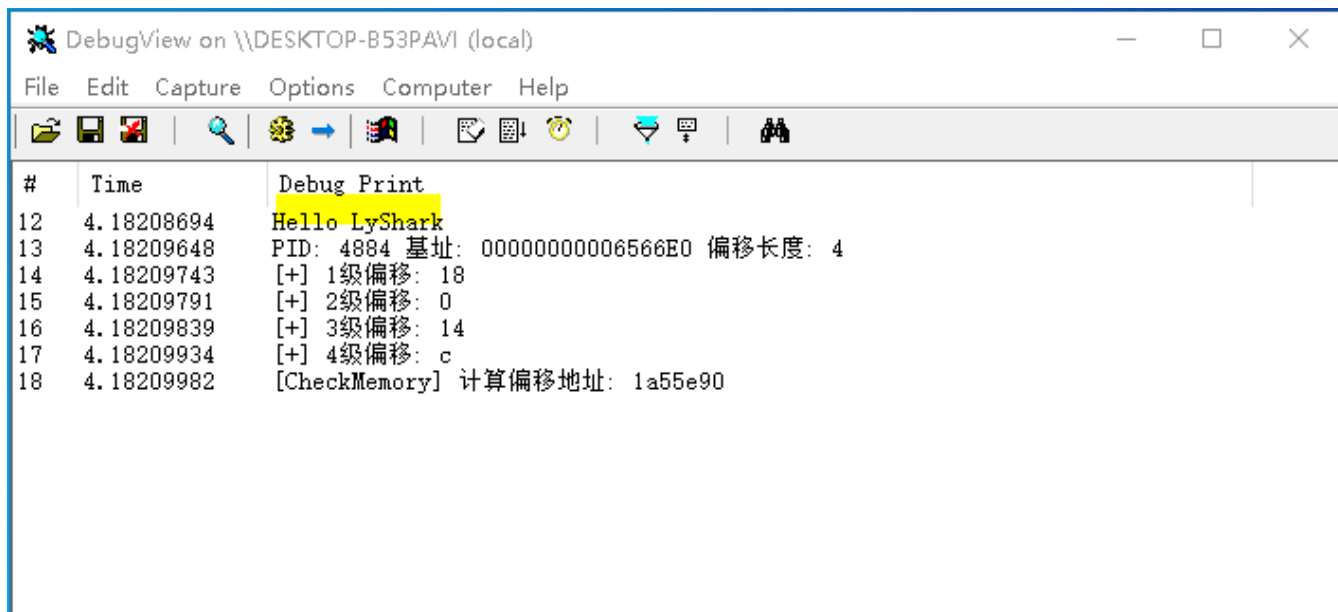 DebugView on \\DESKTOP-B53PAVI (local)
File Edit Capture Options Computer Help
# Time Debug Print
12 4.18208694 Hello LyShark
13 4.18209648 PID: 4884 基址: 00000000006566E0 偏移长度: 4
14 4.18209743 [+] 1级偏移: 18
15 4.18209791 [+] 2级偏移: 0
16 4.18209839 [+] 3级偏移: 14
17 4.18209934 [+] 4级偏移: c
18 4.18209982 [CheckMemory] 计算偏移地址: 1a55e90